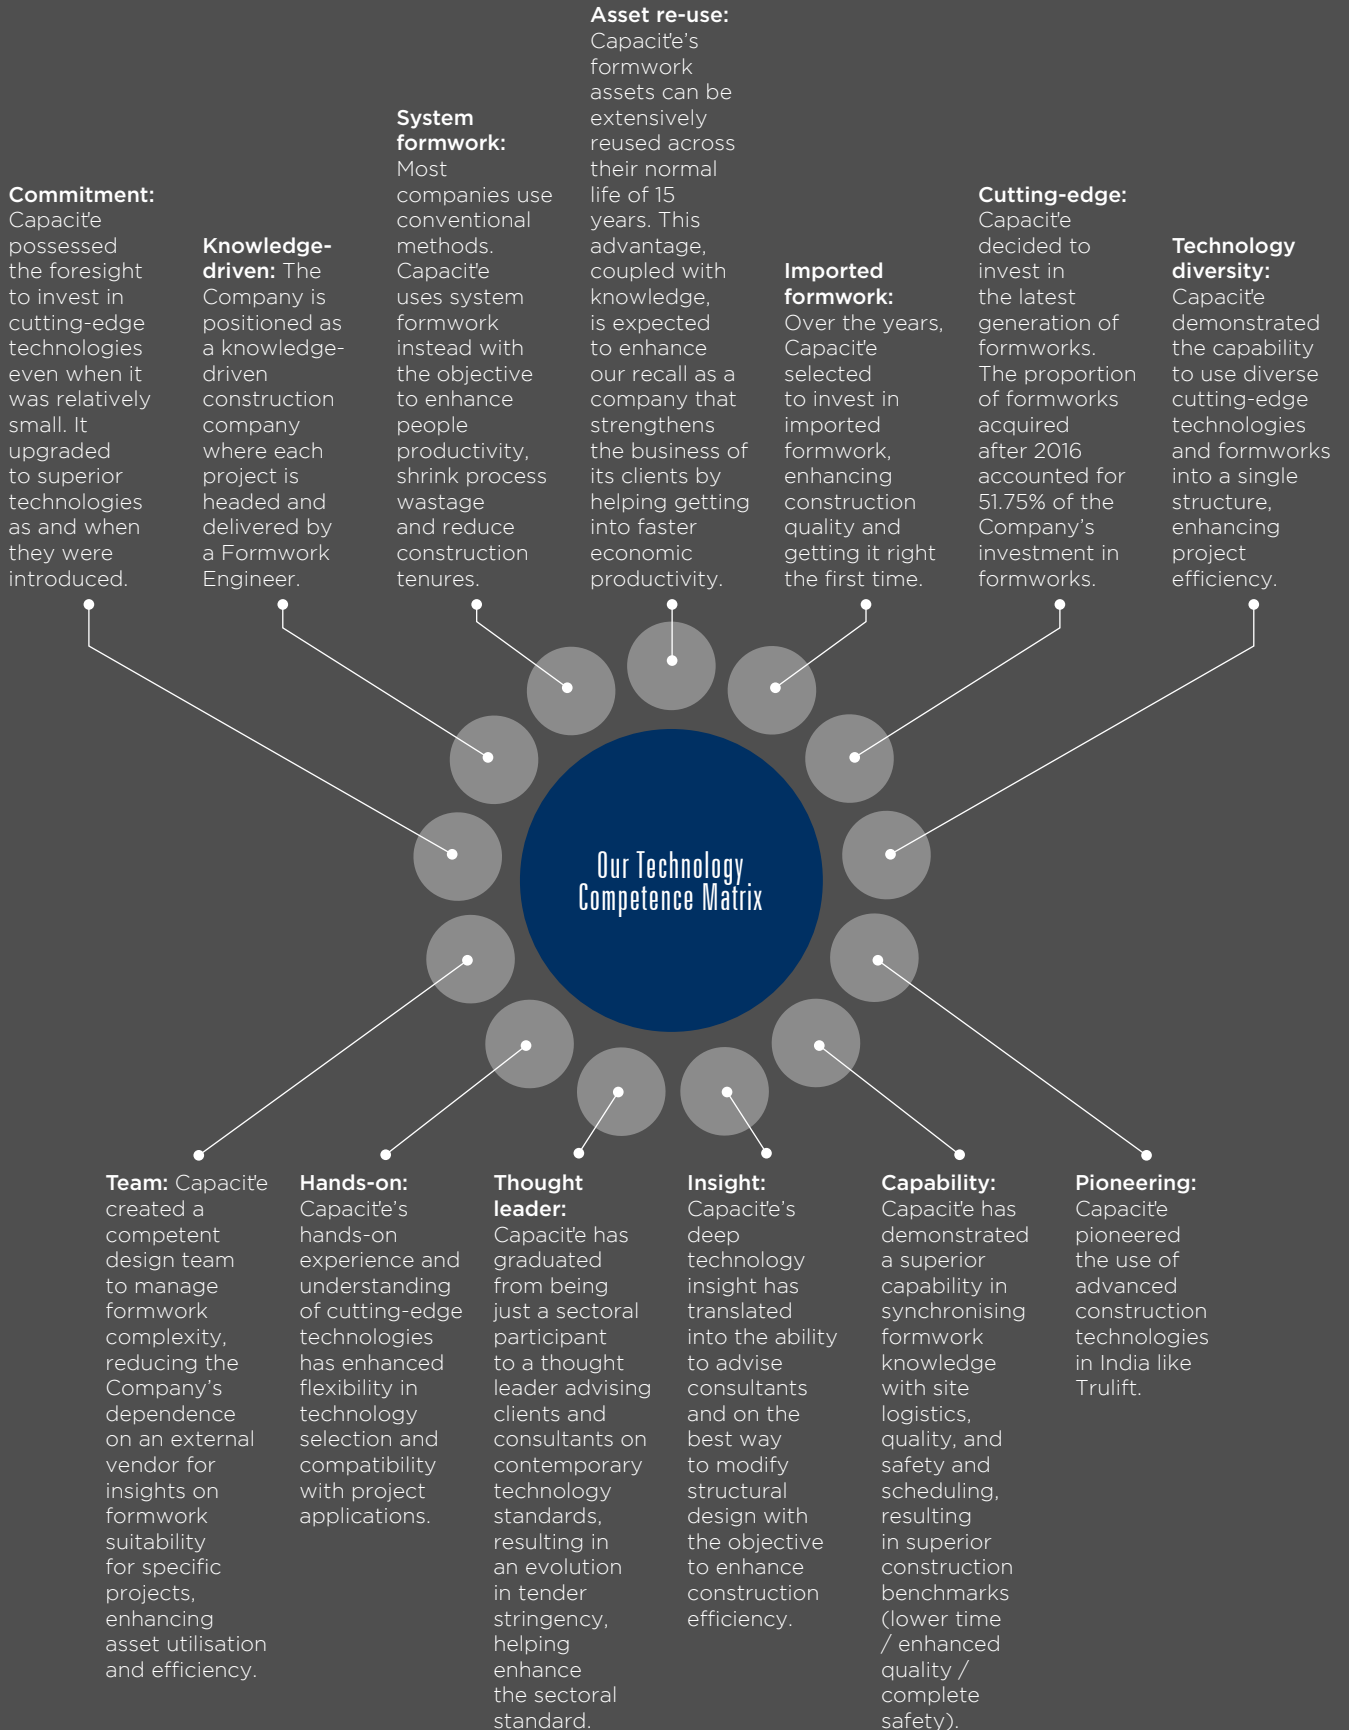 Commitment:
Capacit'e
possessed
the foresight
to invest in
cutting-edge
technologies
even when it
was relatively
small. It
upgraded
to superior
technologies
as and when
they were
introduced.
Knowledge-
driven: The
Company is
positioned as
a knowledge-
driven
construction
company
where each
project is
headed and
delivered by
a Formwork
Engineer.
System
formwork:
Most
companies use
conventional
methods.
Capacit'e
uses system
formwork
instead with
the objective
to enhance
people
productivity,
shrink process
wastage
and reduce
construction
tenures.
Asset re-use:
Capacit'e's
formwork
assets can be
extensively
reused across
their normal
life of 15
years. This
advantage,
coupled with
knowledge,
is expected
to enhance
our recall as a
company that
strengthens
the business of
its clients by
helping getting
into faster
economic
productivity.
Imported
formwork:
Over the years,
Capacit'e
selected
to invest in
imported
formwork,
enhancing
construction
quality and
getting it right
the first time.
Cutting-edge:
Capacit'e
decided to
invest in
the latest
generation of
formworks.
The proportion
of formworks
acquired
after 2016
accounted for
51.75% of the
Company's
investment in
formworks.
Technology
diversity:
Capacit'e
demonstrated
the capability
to use diverse
cutting-edge
technologies
and formworks
into a single
structure,
enhancing
project
efficiency.
Our Technology
Competence Matrix
Team: Capacit'e
created a
competent
design team
to manage
formwork
complexity,
reducing the
Company's
dependence
on an external
vendor for
insights on
formwork
suitability
for specific
projects,
enhancing
asset utilisation
and efficiency.
Hands-on:
Capacit'e's
hands-on
experience and
understanding
of cutting-edge
technologies
has enhanced
flexibility in
technology
selection and
compatibility
with project
applications.
Thought
leader:
Capacit'e has
graduated
from being
just a sectoral
participant
to a thought
leader advising
clients and
consultants on
contemporary
technology
standards,
resulting in
an evolution
in tender
stringency,
helping
enhance
the sectoral
standard.
Insight:
Capacit'e's
deep
technology
insight has
translated
into the ability
to advise
consultants
and on the
best way
to modify
structural
design with
the objective
to enhance
construction
efficiency.
Capability:
Capacit'e has
demonstrated
a superior
capability in
synchronising
formwork
knowledge
with site
logistics,
quality, and
safety and
scheduling,
resulting
in superior
construction
benchmarks
(lower time
/ enhanced
quality /
complete
safety).
Pioneering:
Capacit'e
pioneered
the use of
advanced
construction
technologies
in India like
Trulift.